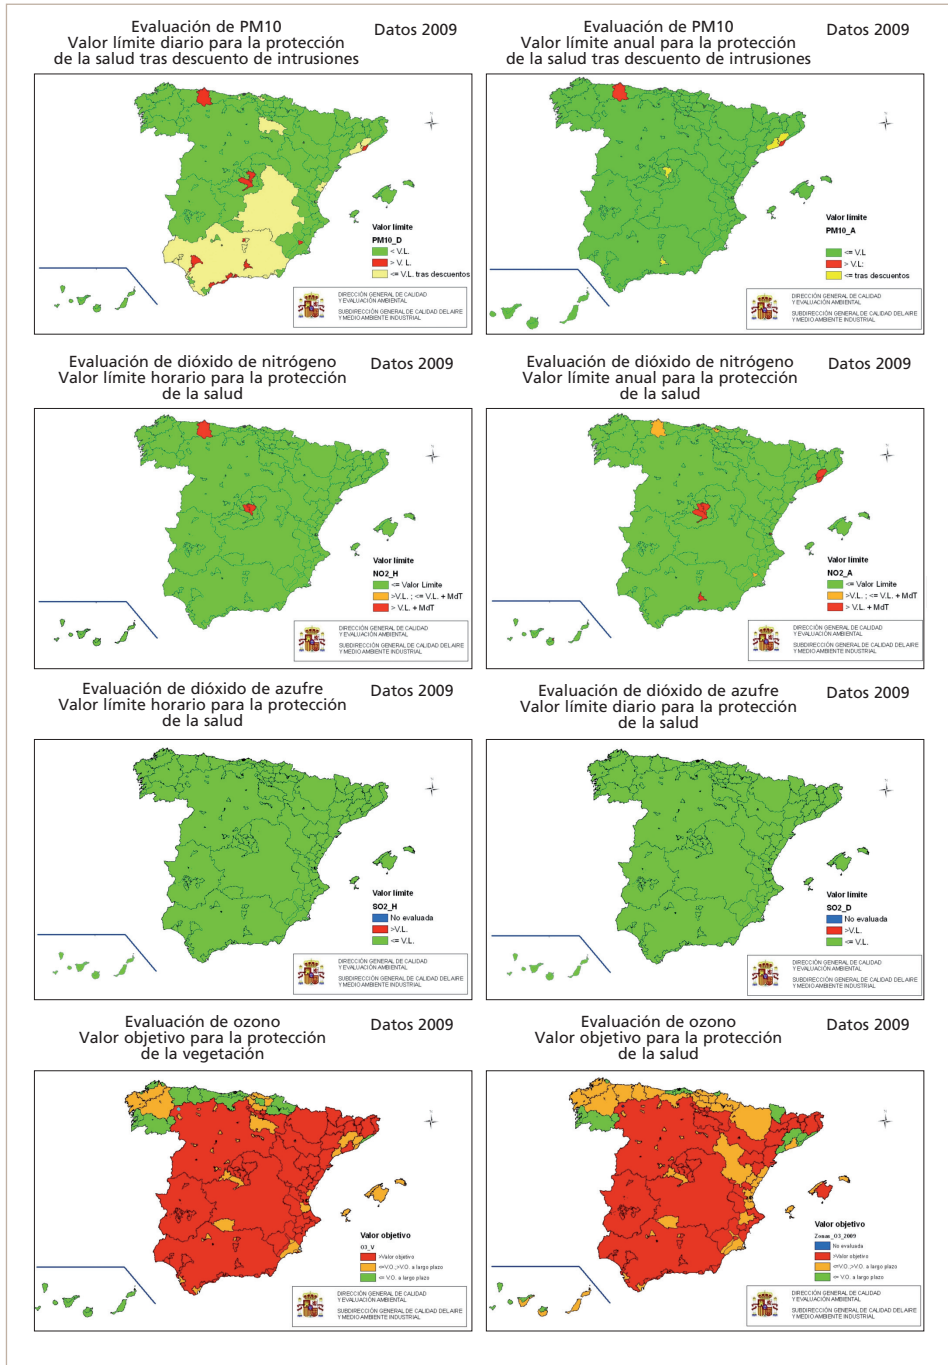 Evaluación de PM10
Valor límite diario para la protección
de la salud tras descuento de intrusiones
Datos 2009
Valor límite
PM10_D
< V.L.
> V. L.
<= V.L. tras descuentos
DIRECCIÓN GENERAL DE CALIDAD
Y EVALUACIÓN AMBIENTAL
SUBDIRECCIÓN GENERAL DE CALIDAD DEL AIRE
Y MEDIO AMBIENTE INDUSTRIAL
Evaluación de PM10
Valor límite anual para la protección
de la salud tras descuento de intrusiones
Datos 2009
Valor límite
PM10_A
<= V.L
> V.L:
<= tras descuentos
DIRECCIÓN GENERAL DE CALIDAD
Y EVALUACIÓN AMBIENTAL
SUBDIRECCIÓN GENERAL DE CALIDAD DEL AIRE
Y MEDIO AMBIENTE INDUSTRIAL
Evaluación de dióxido de nitrógeno
Valor límite horario para la protección
de la salud
Datos 2009
Valor límite
NO2_H
<= Valor Límite
>V.L. ; <= V.L. + MdT
> V.L. + MdT
DIRECCIÓN GENERAL DE CALIDAD
Y EVALUACIÓN AMBIENTAL
SUBDIRECCIÓN GENERAL DE CALIDAD DEL AIRE
Y MEDIO AMBIENTE INDUSTRIAL
Evaluación de dióxido de nitrógeno
Valor límite anual para la protección
de la salud
Datos 2009
Valor límite
NO2_A
<= Valor Límite
>V.L. ; <= V.L. + MdT
> V.L. + MdT
DIRECCIÓN GENERAL DE CALIDAD
Y EVALUACIÓN AMBIENTAL
SUBDIRECCIÓN GENERAL DE CALIDAD DEL AIRE
Y MEDIO AMBIENTE INDUSTRIAL
Evaluación de dióxido de azufre
Valor límite horario para la protección
de la salud
Datos 2009
Valor límite
SO2_H
No evaluada
>V.L.
<= V.L.
DIRECCIÓN GENERAL DE CALIDAD
Y EVALUACIÓN AMBIENTAL
SUBDIRECCIÓN GENERAL DE CALIDAD DEL AIRE
Y MEDIO AMBIENTE INDUSTRIAL
Evaluación de dióxido de azufre
Valor límite diario para la protección
de la salud
Datos 2009
Valor límite
SO2_D
No evaluada
>V.L.
<= V.L.
DIRECCIÓN GENERAL DE CALIDAD
Y EVALUACIÓN AMBIENTAL
SUBDIRECCIÓN GENERAL DE CALIDAD DEL AIRE
Y MEDIO AMBIENTE INDUSTRIAL
Evaluación de ozono
Valor objetivo para la protección
de la vegetación
Datos 2009
Valor objetivo
O3_V
>Valor objetivo
<=V.O.;>V.O. a largo plazo
<= V.O. a largo plazo
DIRECCIÓN GENERAL DE CALIDAD
Y EVALUACIÓN AMBIENTAL
SUBDIRECCIÓN GENERAL DE CALIDAD DEL AIRE
Y MEDIO AMBIENTE INDUSTRIAL
Evaluación de ozono
Valor objetivo para la protección
de la salud
Datos 2009
Valor objetivo
Zonas_O3_2009
No evaluada
>Valor objetivo
<=V.O.;>V.O. a largo plazo
<= V.O. a largo plazo
DIRECCIÓN GENERAL DE CALIDAD
Y EVALUACIÓN AMBIENTAL
SUBDIRECCIÓN GENERAL DE CALIDAD DEL AIRE
Y MEDIO AMBIENTE INDUSTRIAL